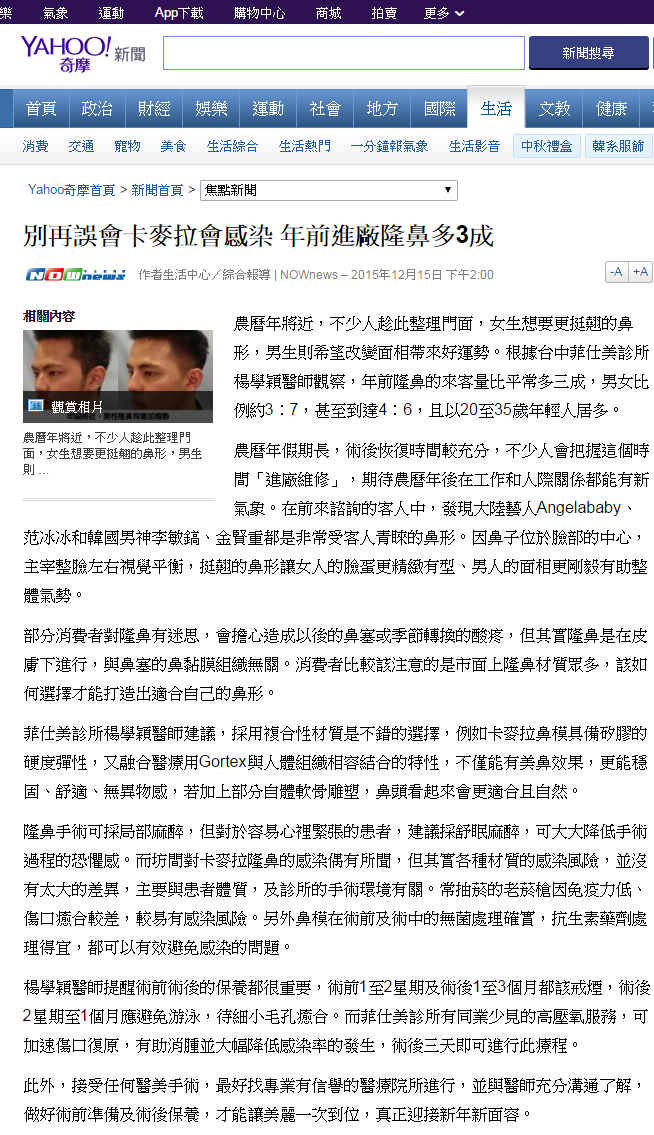 樂 氣象 運動 App下載 購物中心 商城 拍賣 更多
YAHOO! 奇摩 新聞
新聞搜尋
首頁 政治 財經 娛樂 運動 社會 地方 國際 生活 文教 健康
消費 交通 寵物 美食 生活綜合 生活熱門 一分鐘報氣象 生活影音 中秋禮盒 韓系服飾
Yahoo奇摩首頁 > 新聞首頁 > 焦點新聞
別再誤會卡麥拉會感染 年前進廠隆鼻多3成
NOWnews 作者生活中心／綜合報導 | NOWnews – 2015年12月15日 下午2:00
-A +A
相關內容
觀賞相片
農曆年將近，不少人趁此整理門
面，女生想要更挺翹的鼻形，男生
則 ...
農曆年將近，不少人趁此整理門面，女生想要更挺翹的鼻
形，男生則希望改變面相帶來好運勢。根據台中菲仕美診所
楊學穎醫師觀察，年前隆鼻的來客量比平常多三成，男女比
例約3：7，甚至到達4：6，且以20至35歲年輕人居多。
農曆年假期長，術後恢復時間較充分，不少人會把握這個時
間「進廠維修」，期待農曆年後在工作和人際關係都能有新
氣象。在前來諮詢的客人中，發現大陸藝人Angelababy、
范冰冰和韓國男神李敏鎬、金賢重都是非常受客人青睞的鼻形。因鼻子位於臉部的中心，
主宰整臉左右視覺平衡，挺翹的鼻形讓女人的臉蛋更精緻有型、男人的面相更剛毅有助整
體氣勢。
部分消費者對隆鼻有迷思，會擔心造成以後的鼻塞或季節轉換的酸疼，但其實隆鼻是在皮
膚下進行，與鼻塞的鼻黏膜組織無關。消費者比較該注意的是市面上隆鼻材質眾多，該如
何選擇才能打造出適合自己的鼻形。
菲仕美診所楊學穎醫師建議，採用複合性材質是不錯的選擇，例如卡麥拉鼻模具備矽膠的
硬度彈性，又融合醫療用Gortex與人體組織相容結合的特性，不僅能有美鼻效果，更能穩
固、舒適、無異物感，若加上部分自體軟骨雕塑，鼻頭看起來會更適合且自然。
隆鼻手術可採局部麻醉，但對於容易心裡緊張的患者，建議採舒眠麻醉，可大大降低手術
過程的恐懼感。而坊間對卡麥拉隆鼻的感染偶有所聞，但其實各種材質的感染風險，並沒
有太大的差異，主要與患者體質，及診所的手術環境有關。常抽菸的老菸槍因免疫力低、
傷口癒合較差，較易有感染風險。另外鼻模在術前及術中的無菌處理確實，抗生素藥劑處
理得宜，都可以有效避免感染的問題。
楊學穎醫師提醒術前術後的保養都很重要，術前1至2星期及術後1至3個月都該戒煙，術後
2星期至1個月應避免游泳，待細小毛孔癒合。而菲仕美診所有同業少見的高壓氧服務，可
加速傷口復原，有助消腫並大幅降低感染率的發生，術後三天即可進行此療程。
此外，接受任何醫美手術，最好找專業有信譽的醫療院所進行，並與醫師充分溝通了解，
做好術前準備及術後保養，才能讓美麗一次到位，真正迎接新年新面容。